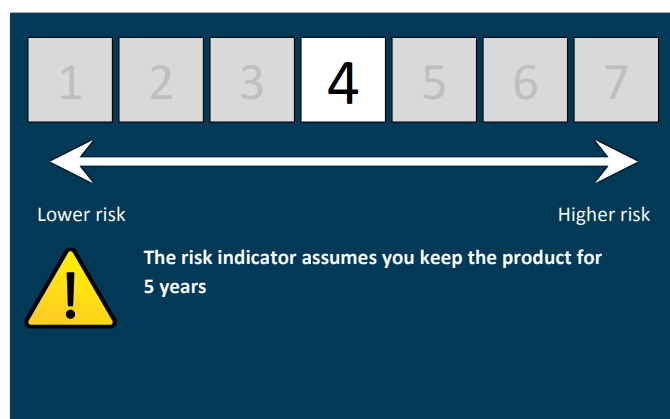 1 2 3 4 5 6 7
Lower risk Higher risk
The risk indicator assumes you keep the product for
5 years